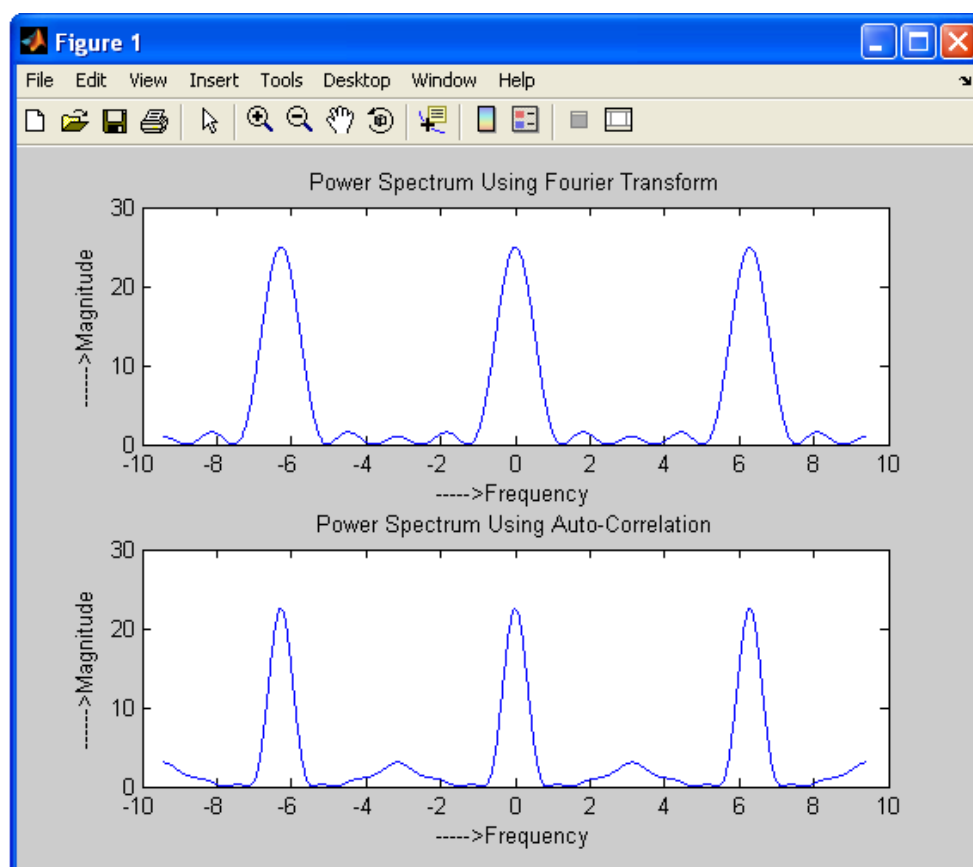 Figure 1
File Edit View Insert Tools Desktop Window Help
Power Spectrum Using Fourier Transform
30
20
10
0
------>Magnitude
-10 -8 -6 -4 -2 0 2 4 6 8 10
----->Frequency
Power Spectrum Using Auto-Correlation
30
20
10
0
------>Magnitude
-10 -8 -6 -4 -2 0 2 4 6 8 10
----->Frequency